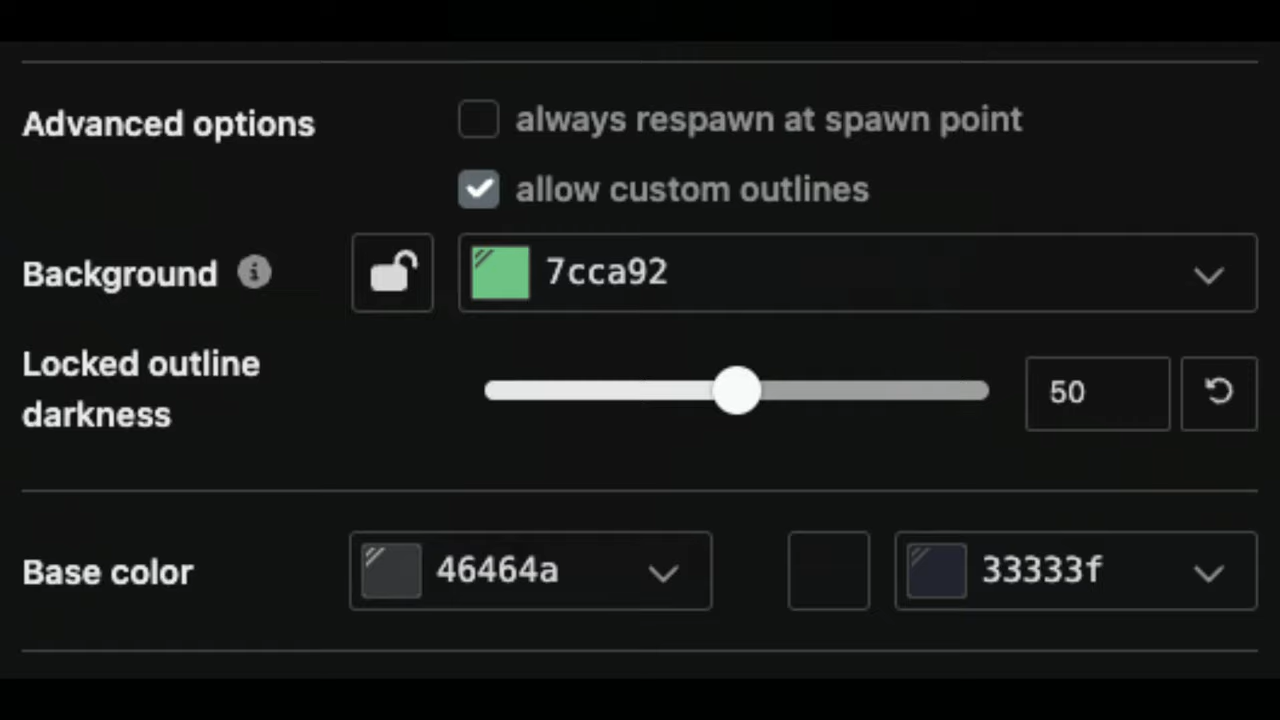 Advanced options
always respawn at spawn point
allow custom outlines
Background
7cca92
Locked outline
darkness
50
Base color
46464a
33333f